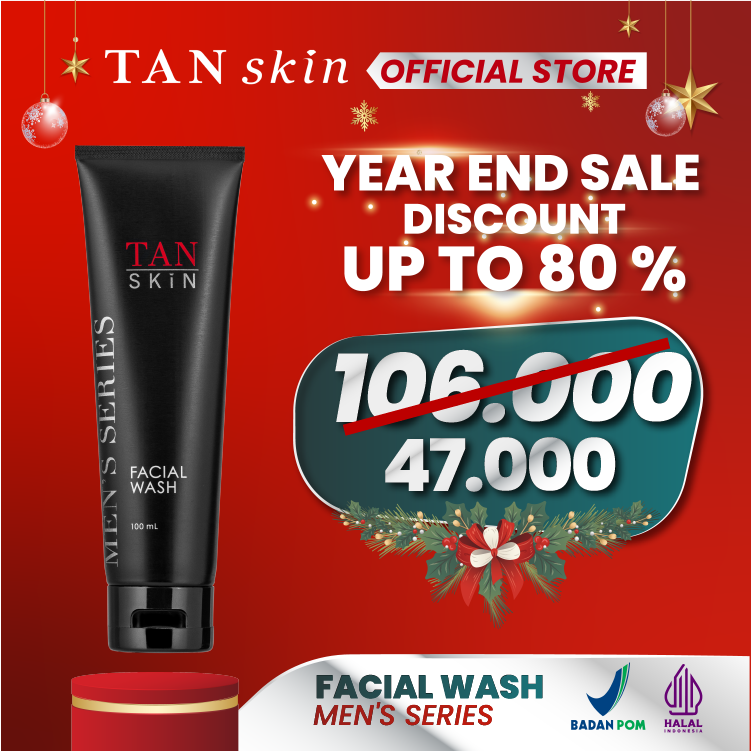 TAN skin OFFICIAL STORE
YEAR END SALE
DISCOUNT
UP TO 80 %
106.000
47.000
TAN
SKiN
MEN'S SERIES
FACIAL
WASH
100 mL
FACIAL WASH
MEN'S SERIES
BADAN POM
HALAL
INDONESIA